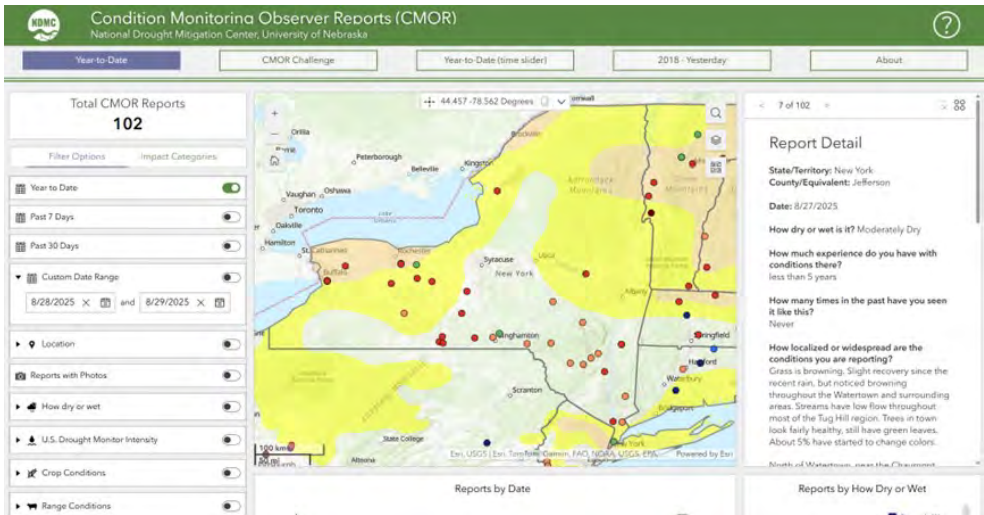 NDMC
Condition Monitoring Observer Reports (CMOR)
National Drought Mitigation Center, University of Nebraska
?
Year-to-Date
CMOR Challenge
Year-to-Date (time slider)
2018 - Yesterday
About
Total CMOR Reports
102
Filter Options
Impact Categories
Year to Date
Past 7 Days
Past 30 Days
Custom Date Range
8/28/2025 and 8/29/2025
Location
Reports with Photos
How dry or wet
U.S. Drought Monitor Intensity
Crop Conditions
Range Conditions
44.457 -78.562 Degrees
Orillia
Peterborough
Belleville
Kingston
Brockville
Vaughan
Oshawa
Toronto
Oakville
Hamilton
St. Catharines
Buffalo
Rochester
Syracuse
Utica
New York
Adirondack
Mountains
Albany
Binghamton
Springfield
Hartford
Waterbury
Bridgeport
Scranton
New York
State College
Altoona
100 km
50 mi
Esri, USGS | Esri, TomTom, Garmin, FAO, NOAA, USGS, EPA,
Powered by Esri
7 of 102
Report Detail
State/Territory: New York
County/Equivalent: Jefferson
Date: 8/27/2025
How dry or wet is it? Moderately Dry
How much experience do you have with
conditions there?
less than 5 years
How many times in the past have you seen
it like this?
Never
How localized or widespread are the
conditions you are reporting?
Grass is browning. Slight recovery since the
recent rain, but noticed browning
throughout the Watertown and surrounding
areas. Streams have low flow throughout
most of the Tug Hill region. Trees in town
look fairly healthy, still have green leaves.
About 5% have started to change colors.
North of Watertown, near the Chaumont
Reports by Date
Reports by How Dry or Wet